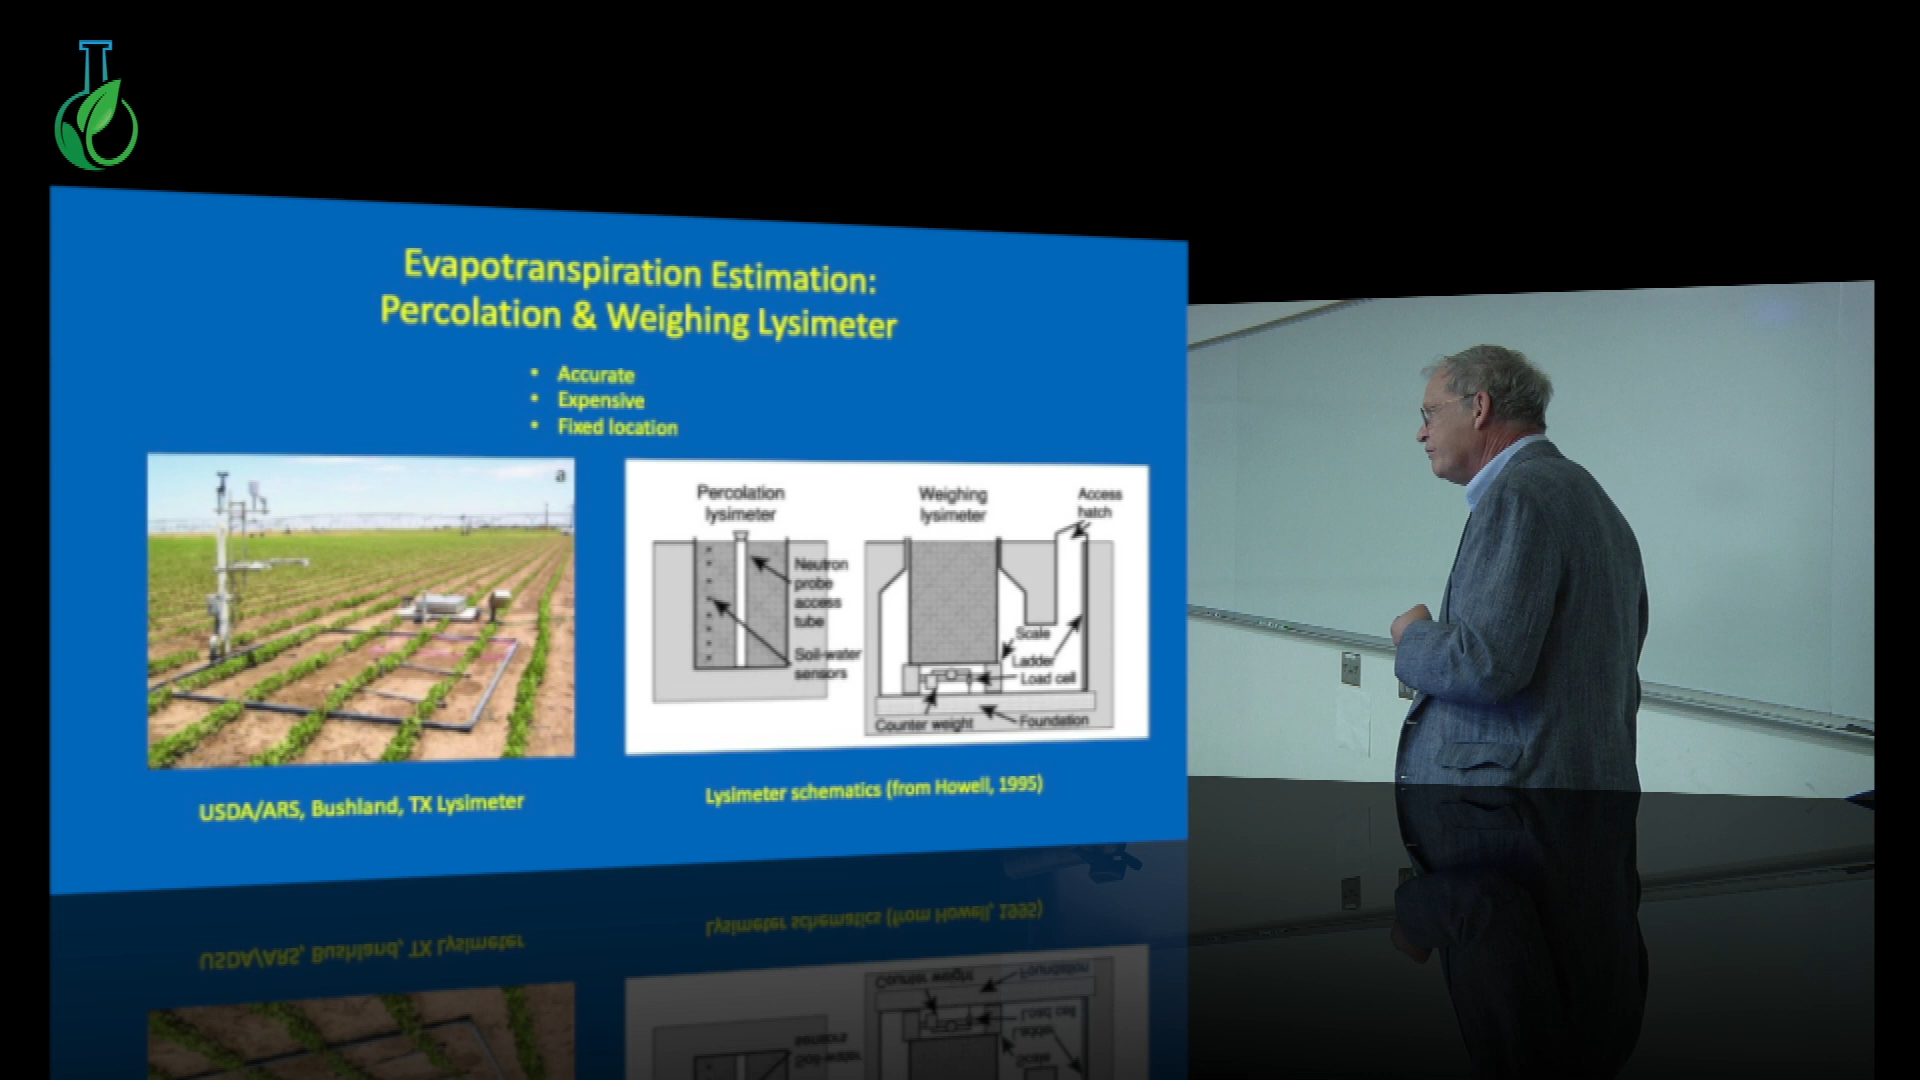 Evapotranspiration Estimation:
Percolation & Weighing Lysimeter
• Accurate
• Expensive
• Fixed location
a
Percolation
lysimeter
Neutron
probe
access
tube
Soil-water
sensors
Weighing
lysimeter
Access
hatch
Scale
Ladder
Load cell
Counter weight
Foundation
USDA/ARS, Bushland, TX Lysimeter
Lysimeter schematics (from Howell, 1995)